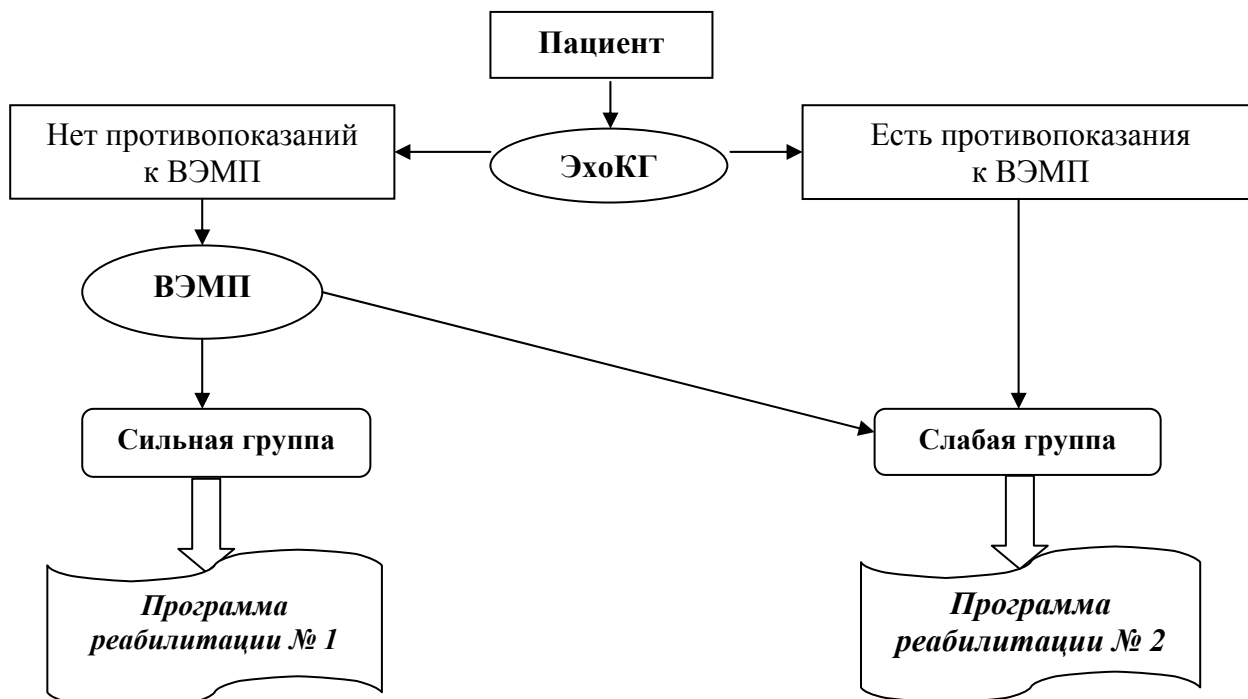 Пациент
Нет противопоказаний
к ВЭМП
ЭхоКГ
Есть противопоказания
к ВЭМП
ВЭМП
Сильная группа
Слабая группа
Программа
реабилитации № 1
Программа
реабилитации № 2